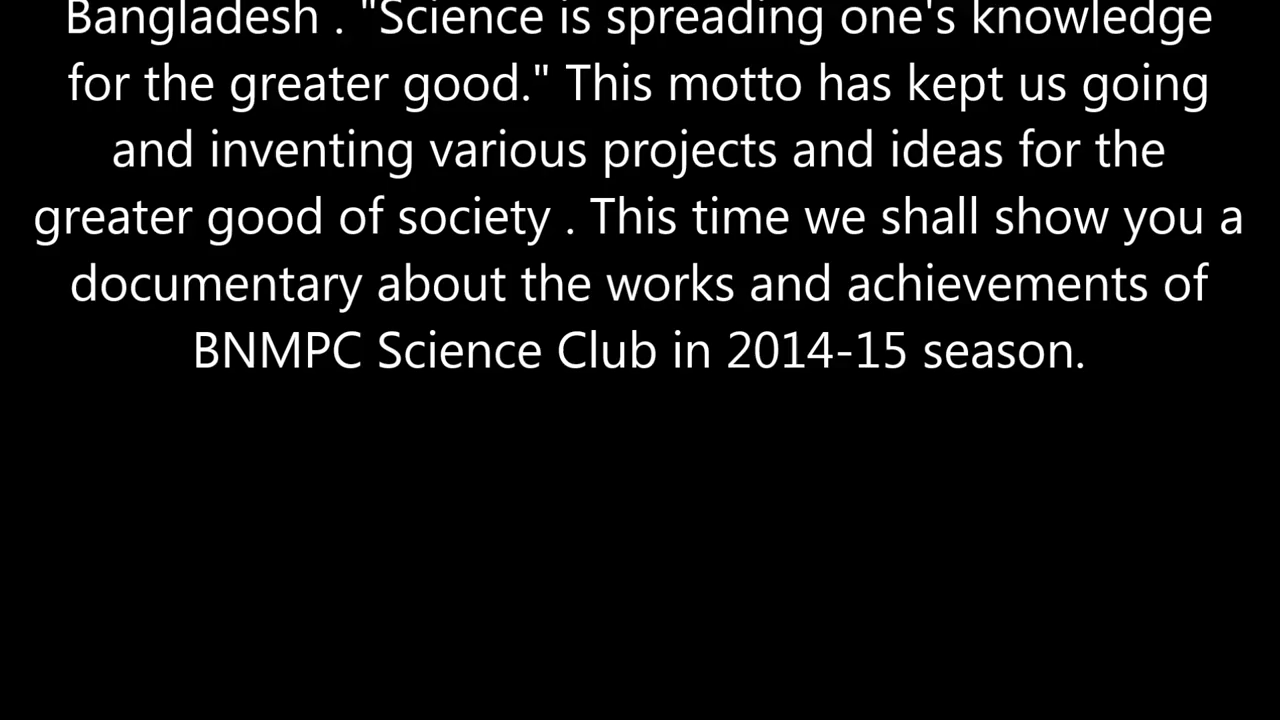 Bangladesh . "Science is spreading one's knowledge
for the greater good." This motto has kept us going
and inventing various projects and ideas for the
greater good of society . This time we shall show you a
documentary about the works and achievements of
BNMPC Science Club in 2014-15 season.